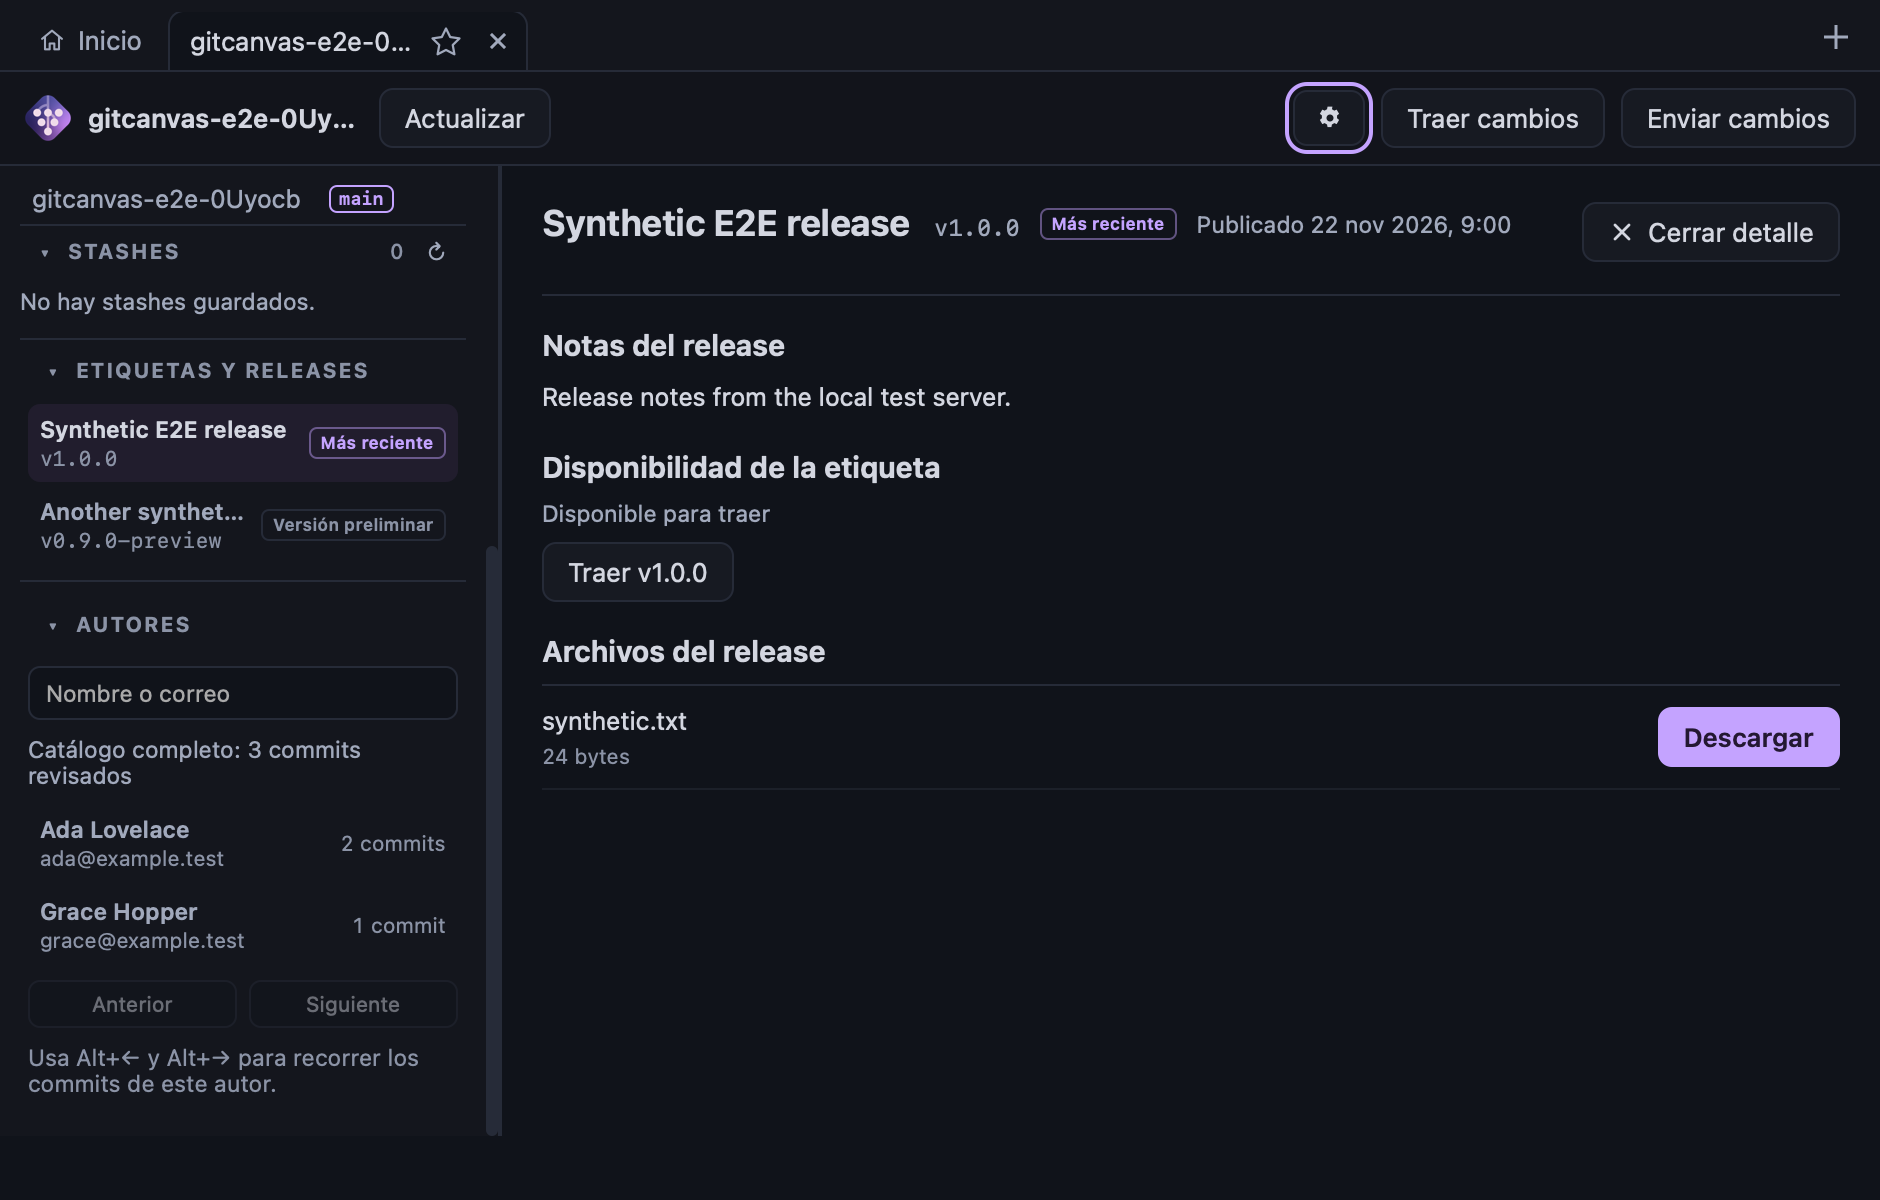 Inicio
gitcanvas-e2e-0...
gitcanvas-e2e-0Uy...
Actualizar
Traer cambios
Enviar cambios
gitcanvas-e2e-0Uyocb
main
STASHES
0
No hay stashes guardados.
ETIQUETAS Y RELEASES
Synthetic E2E release
v1.0.0
Más reciente
Another synthet...
v0.9.0-preview
Versión preliminar
AUTORES
Nombre o correo
Catálogo completo: 3 commits
revisados
Ada Lovelace
ada@example.test
2 commits
Grace Hopper
grace@example.test
1 commit
Anterior
Siguiente
Usa Alt+← y Alt+→ para recorrer los
commits de este autor.
Synthetic E2E release v1.0.0 Más reciente Publicado 22 nov 2026, 9:00
Cerrar detalle
Notas del release
Release notes from the local test server.
Disponibilidad de la etiqueta
Disponible para traer
Traer v1.0.0
Archivos del release
synthetic.txt
24 bytes
Descargar